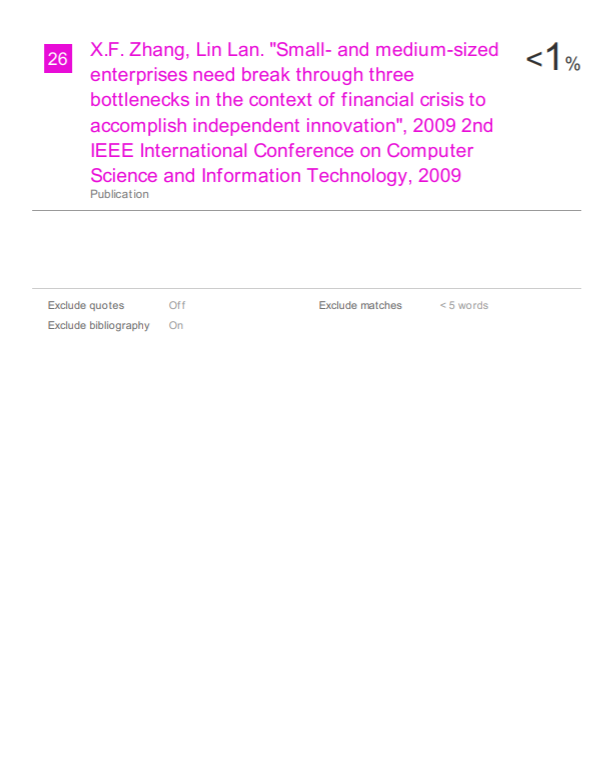 26
X.F. Zhang, Lin Lan. "Small- and medium-sized
enterprises need break through three
bottlenecks in the context of financial crisis to
accomplish independent innovation", 2009 2nd
IEEE International Conference on Computer
Science and Information Technology, 2009
Publication
<1%
Exclude quotes Off
Exclude bibliography On
Exclude matches < 5 words